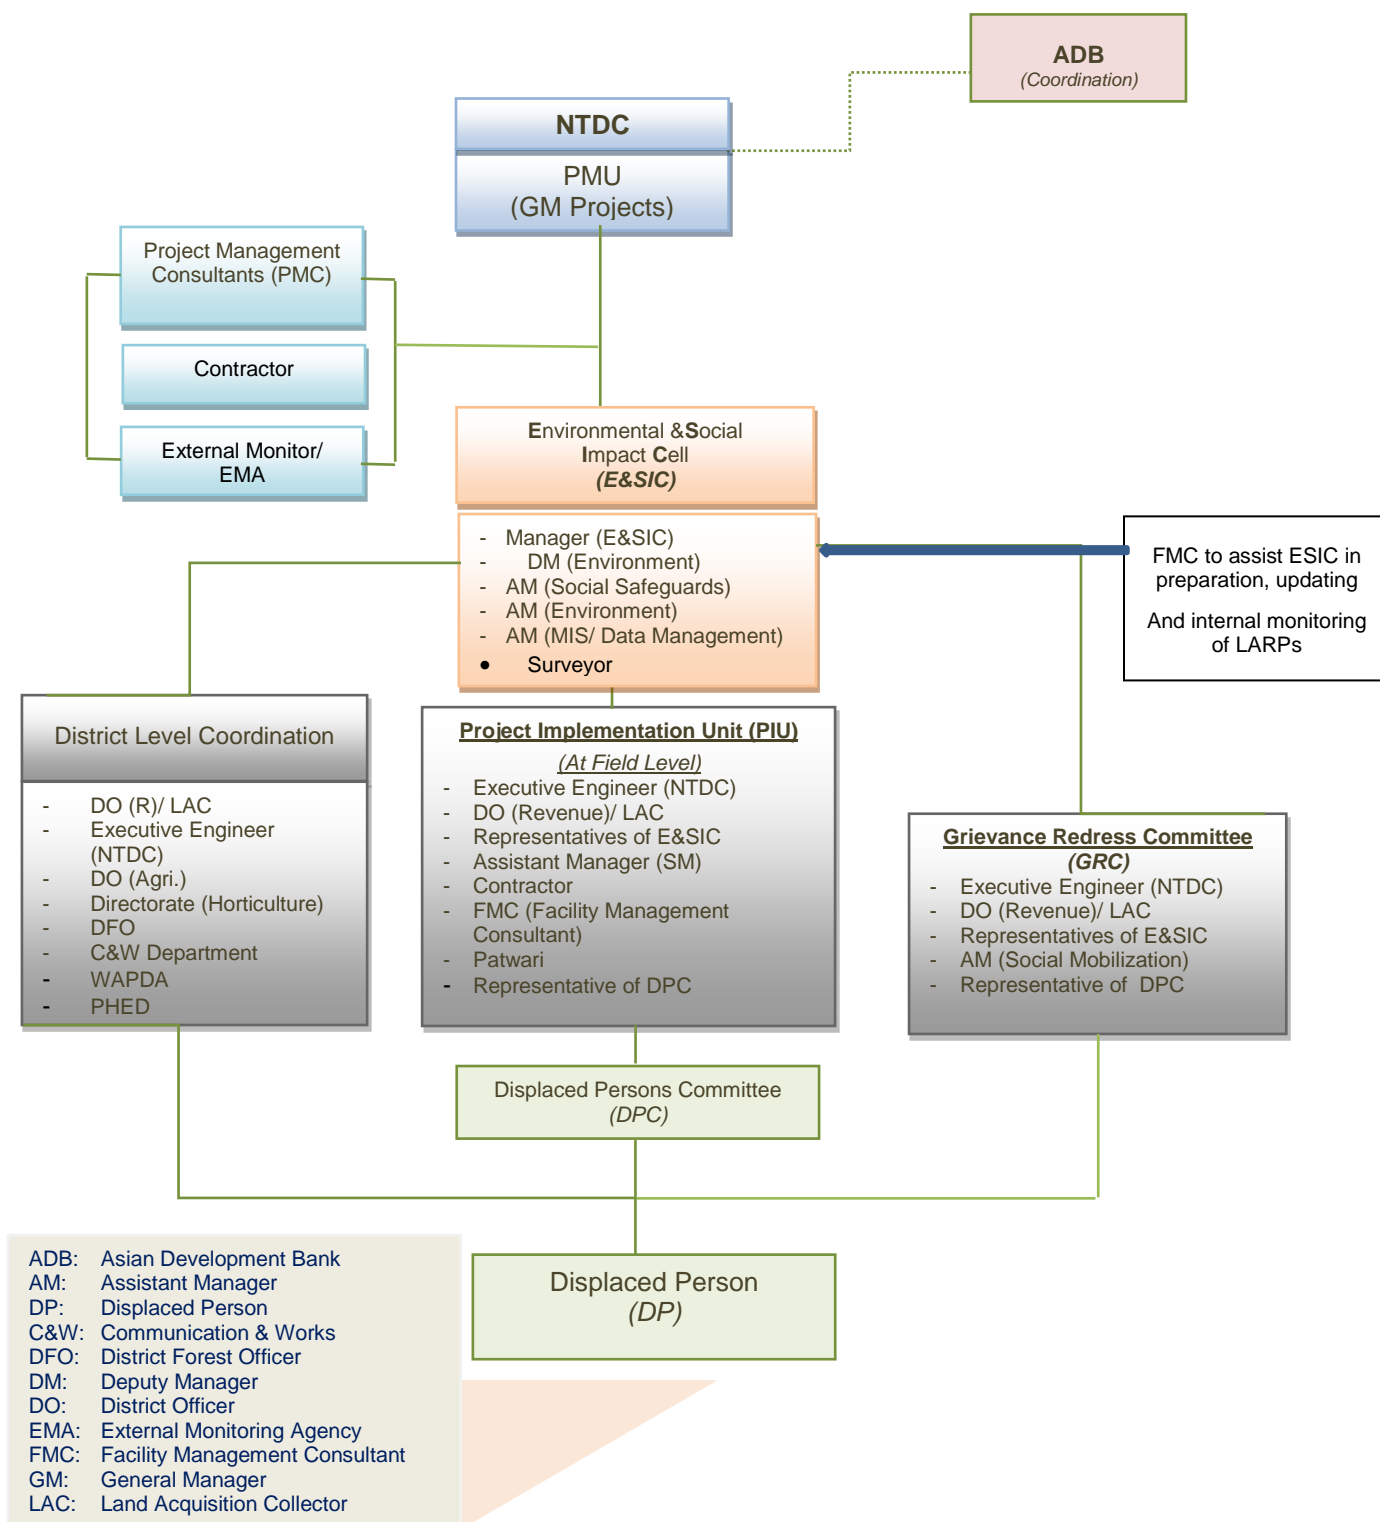 ADB
(Coordination)
NTDC
PMU
(GM Projects)
Project Management
Consultants (PMC)
Contractor
External Monitor/
EMA
Environmental &Social
Impact Cell
(E&SIC)
- Manager (E&SIC)
- DM (Environment)
- AM (Social Safeguards)
- AM (Environment)
- AM (MIS/ Data Management)
● Surveyor
FMC to assist ESIC in
preparation, updating
And internal monitoring
of LARPs
District Level Coordination
- DO (R)/ LAC
- Executive Engineer
(NTDC)
- DO (Agri.)
- Directorate (Horticulture)
- DFO
- C&W Department
- WAPDA
- PHED
Project Implementation Unit (PIU)
(At Field Level)
- Executive Engineer (NTDC)
- DO (Revenue)/ LAC
- Representatives of E&SIC
- Assistant Manager (SM)
- Contractor
- FMC (Facility Management
Consultant)
- Patwari
- Representative of DPC
Grievance Redress Committee
(GRC)
- Executive Engineer (NTDC)
- DO (Revenue)/ LAC
- Representatives of E&SIC
- AM (Social Mobilization)
- Representative of DPC
Displaced Persons Committee
(DPC)
Displaced Person
(DP)
ADB: Asian Development Bank
AM: Assistant Manager
DP: Displaced Person
C&W: Communication & Works
DFO: District Forest Officer
DM: Deputy Manager
DO: District Officer
EMA: External Monitoring Agency
FMC: Facility Management Consultant
GM: General Manager
LAC: Land Acquisition Collector